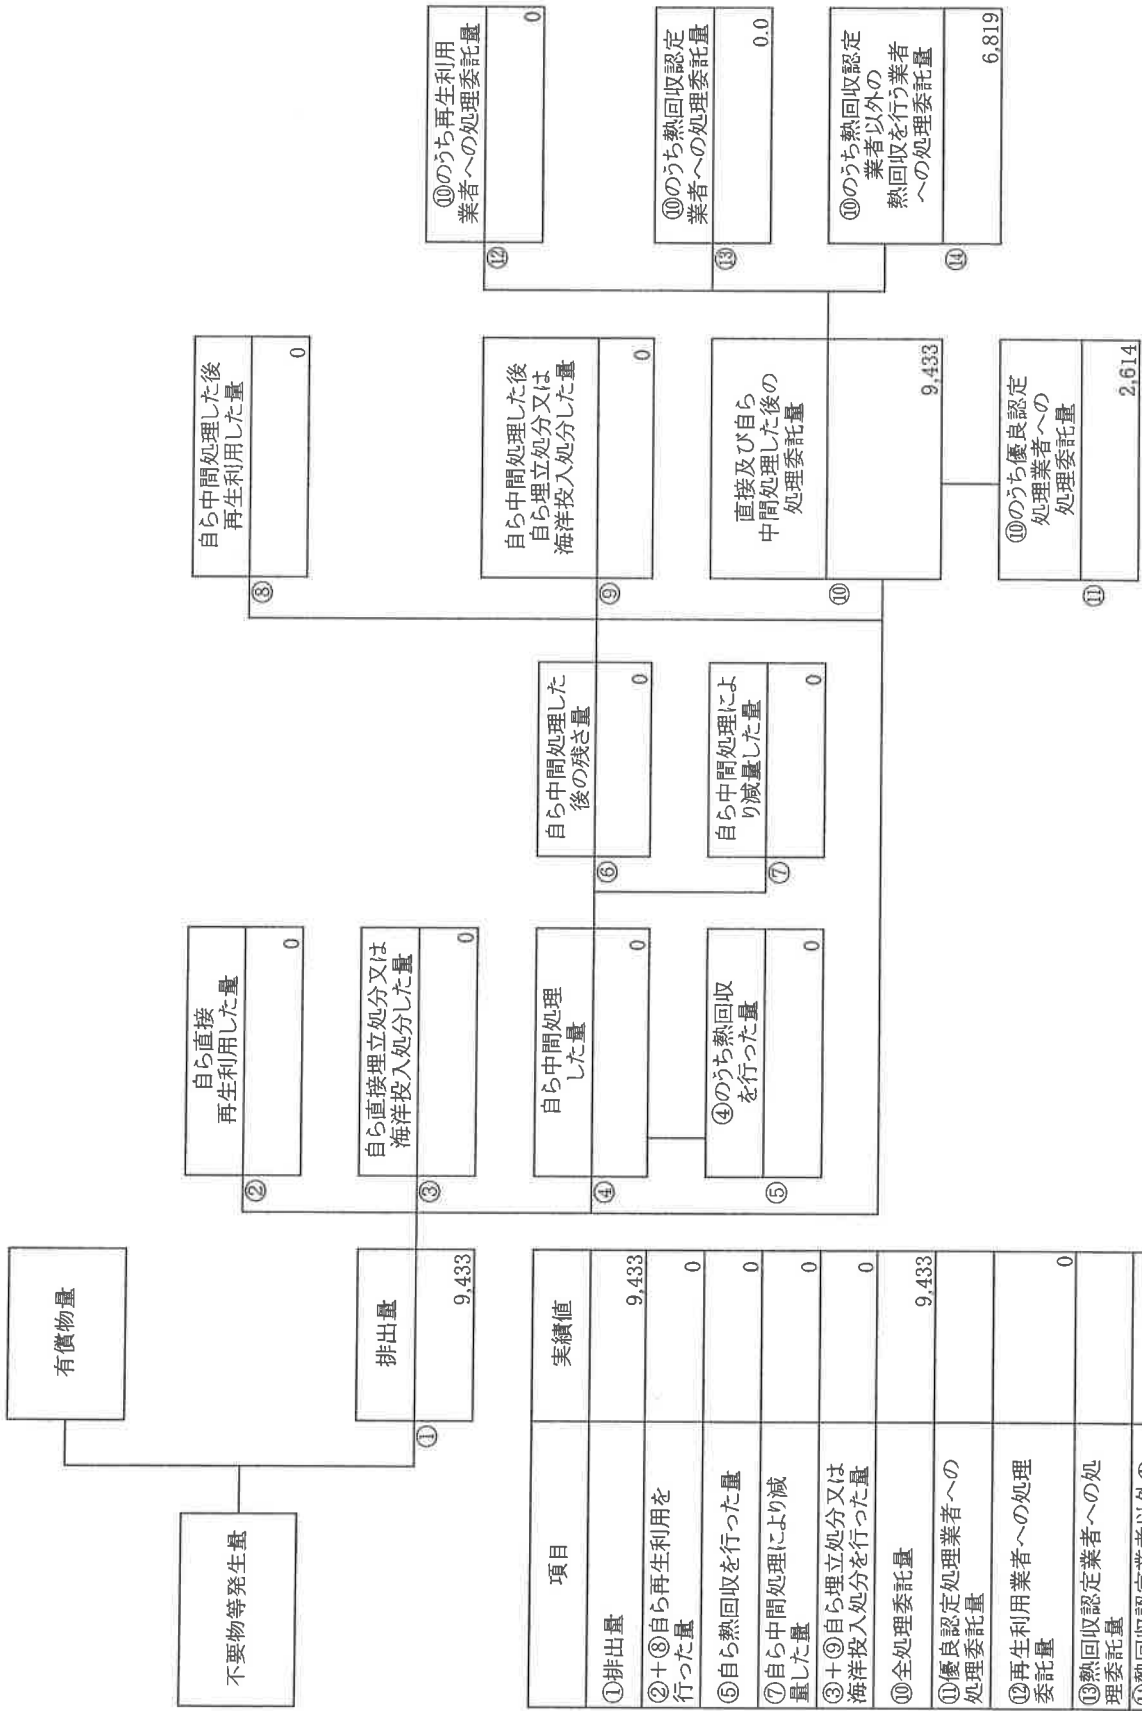 不要物等発生量
有償物量
①
排出量
9,433
②
自ら直接
再生利用した量
0
③
自ら直接埋立処分又は
海洋投入処分した量
0
④
自ら中間処理
した量
0
⑤
④のうち熱回収
を行った量
0
⑥
自ら中間処理した
後の残さ量
0
⑦
自ら中間処理によ
り減量した量
0
⑧
自ら中間処理した後
再生利用した量
0
⑨
自ら中間処理した後
自ら埋立処分又は
海洋投入処分した量
0
⑩
直接及び自ら
中間処理した後の
処理委託量
9,433
⑪
⑩のうち優良認定
処理業者への
処理委託量
2,614
⑫
⑩のうち再生利用
業者への処理委託量
0
⑬
⑩のうち熱回収認定
業者への処理委託量
0.0
⑭
⑩のうち熱回収認定
業者以外の
熱回収を行う業者
への処理委託量
6,819
項目 実績値
①排出量 9,433
②+⑧自ら再生利用を
行った量 0
⑤自ら熱回収を行った量 0
⑦自ら中間処理により減
量した量 0
③+⑨自ら埋立処分又は
海洋投入処分を行った量 0
⑩全処理委託量 9,433
⑪優良認定処理業者への
処理委託量
⑫再生利用業者への処理
委託量 0
⑬熱回収認定業者への処
理委託量
熱回収認定業者以外の